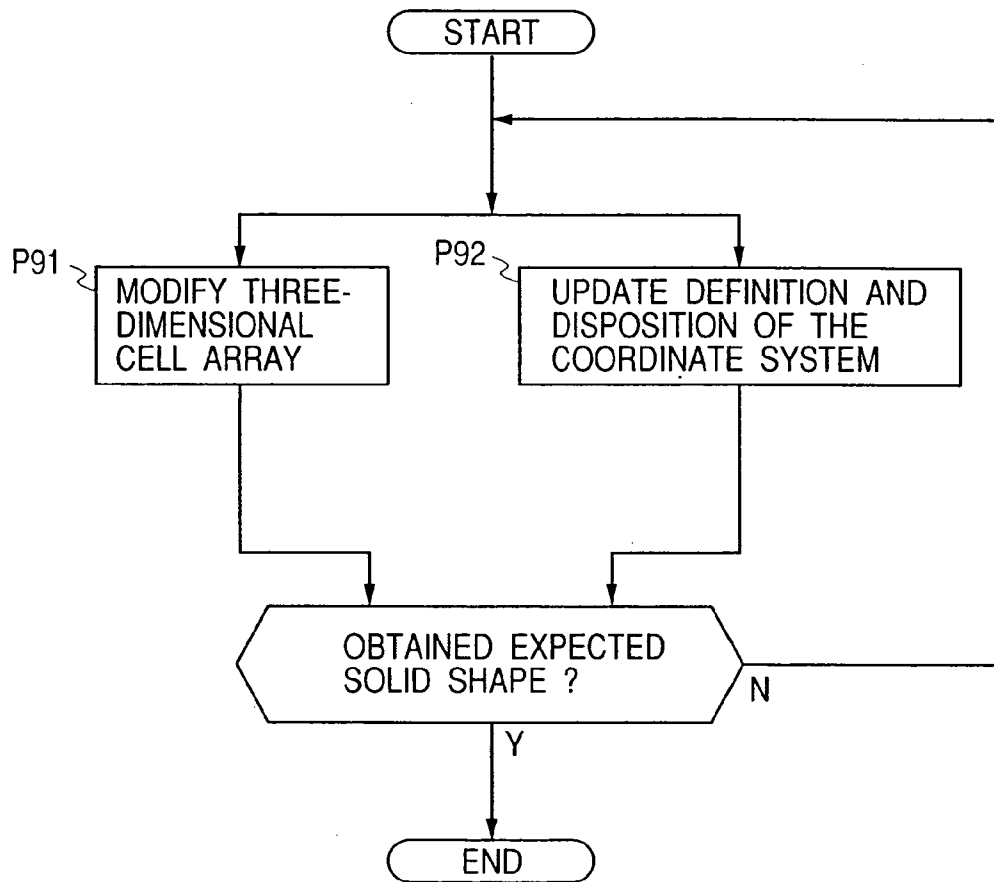 START
P91
MODIFY THREE-
DIMENSIONAL
CELL ARRAY
P92
UPDATE DEFINITION AND
DISPOSITION OF THE
COORDINATE SYSTEM
OBTAINED EXPECTED
SOLID SHAPE ?
N
Y
END